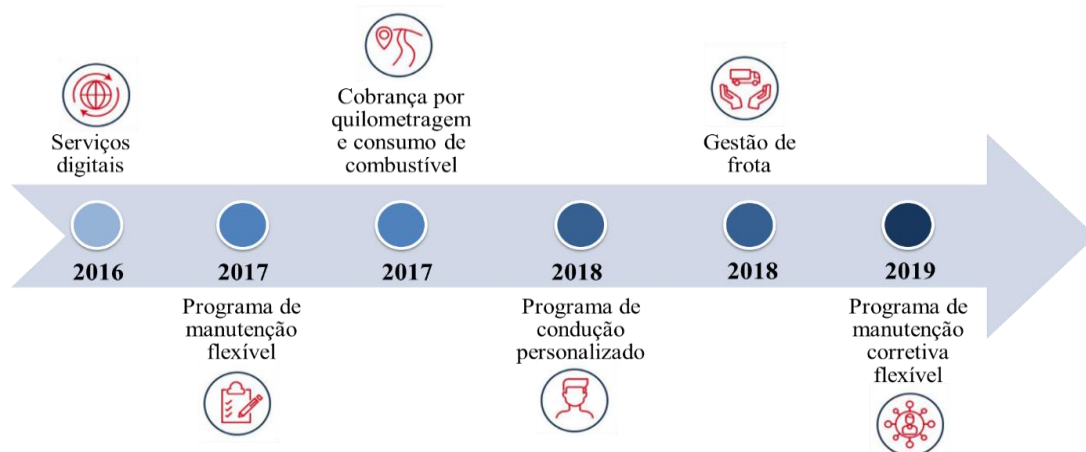 Serviços
digitais
Cobrança por
quilometragem
e consumo de
combustível
Gestão de
frota
2016
2017
2017
2018
2018
2019
Programa de
manutenção
flexível
Programa de
condução
personalizado
Programa de
manutenção
corretiva
flexível